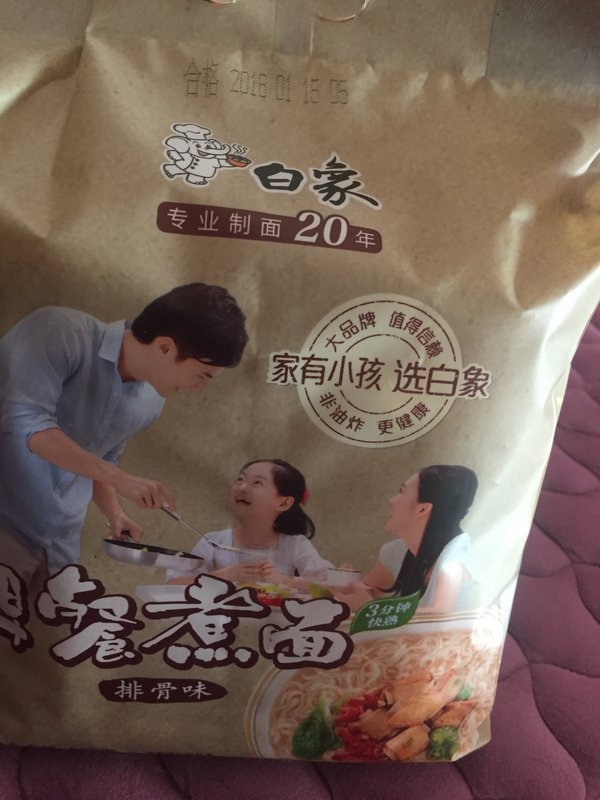 合格 2018 01 15 05
白象
专业制面20年
大品牌 值得信赖
家有小孩 选白象
非油炸 更健康
餐煮面
3分钟
快熟
排骨味